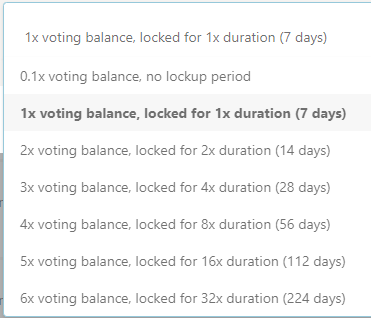 1x voting balance, locked for 1x duration (7 days)
0.1x voting balance, no lockup period
1x voting balance, locked for 1x duration (7 days)
2x voting balance, locked for 2x duration (14 days)
3x voting balance, locked for 4x duration (28 days)
4x voting balance, locked for 8x duration (56 days)
5x voting balance, locked for 16x duration (112 days)
6x voting balance, locked for 32x duration (224 days)